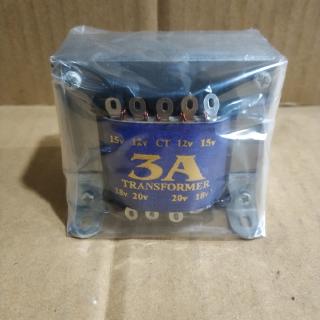 15v 12v CT 12v 15v
3A
TRANSFORMER
18v 20v 20v 18v